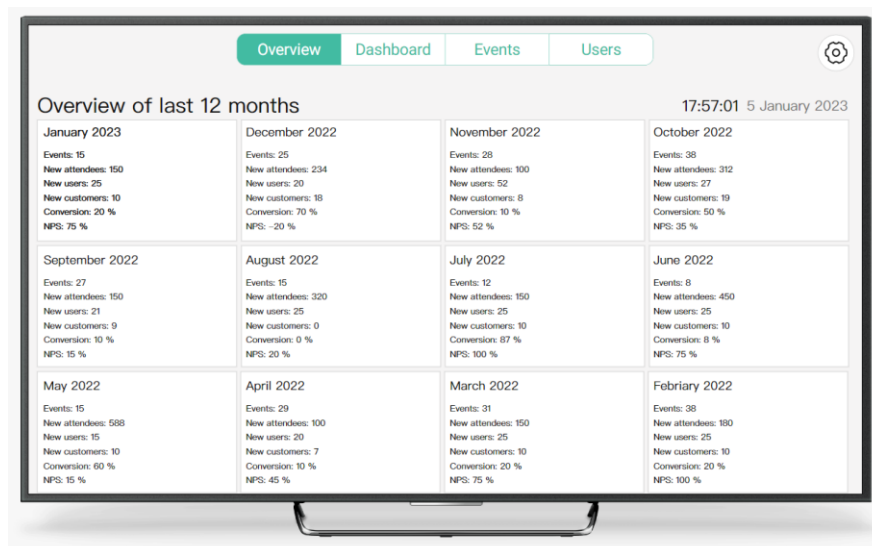 Overview Dashboard Events Users
Overview of last 12 months
17:57:01 5 January 2023
January 2023
Events: 15
New attendees: 150
New users: 25
New customers: 10
Conversion: 20 %
NPS: 75 %
December 2022
Events: 25
New attendees: 234
New users: 20
New customers: 18
Conversion: 70 %
NPS: –20 %
November 2022
Events: 28
New attendees: 100
New users: 52
New customers: 8
Conversion: 10 %
NPS: 52 %
October 2022
Events: 38
New attendees: 312
New users: 27
New customers: 19
Conversion: 50 %
NPS: 35 %
September 2022
Events: 27
New attendees: 150
New users: 21
New customers: 9
Conversion: 10 %
NPS: 15 %
August 2022
Events: 15
New attendees: 320
New users: 25
New customers: 0
Conversion: 0 %
NPS: 20 %
July 2022
Events: 12
New attendees: 150
New users: 25
New customers: 10
Conversion: 87 %
NPS: 100 %
June 2022
Events: 8
New attendees: 450
New users: 25
New customers: 10
Conversion: 8 %
NPS: 75 %
May 2022
Events: 15
New attendees: 588
New users: 15
New customers: 10
Conversion: 60 %
NPS: 15 %
April 2022
Events: 29
New attendees: 100
New users: 20
New customers: 7
Conversion: 10 %
NPS: 45 %
March 2022
Events: 31
New attendees: 150
New users: 25
New customers: 10
Conversion: 20 %
NPS: 75 %
Febriary 2022
Events: 38
New attendees: 180
New users: 25
New customers: 10
Conversion: 20 %
NPS: 100 %